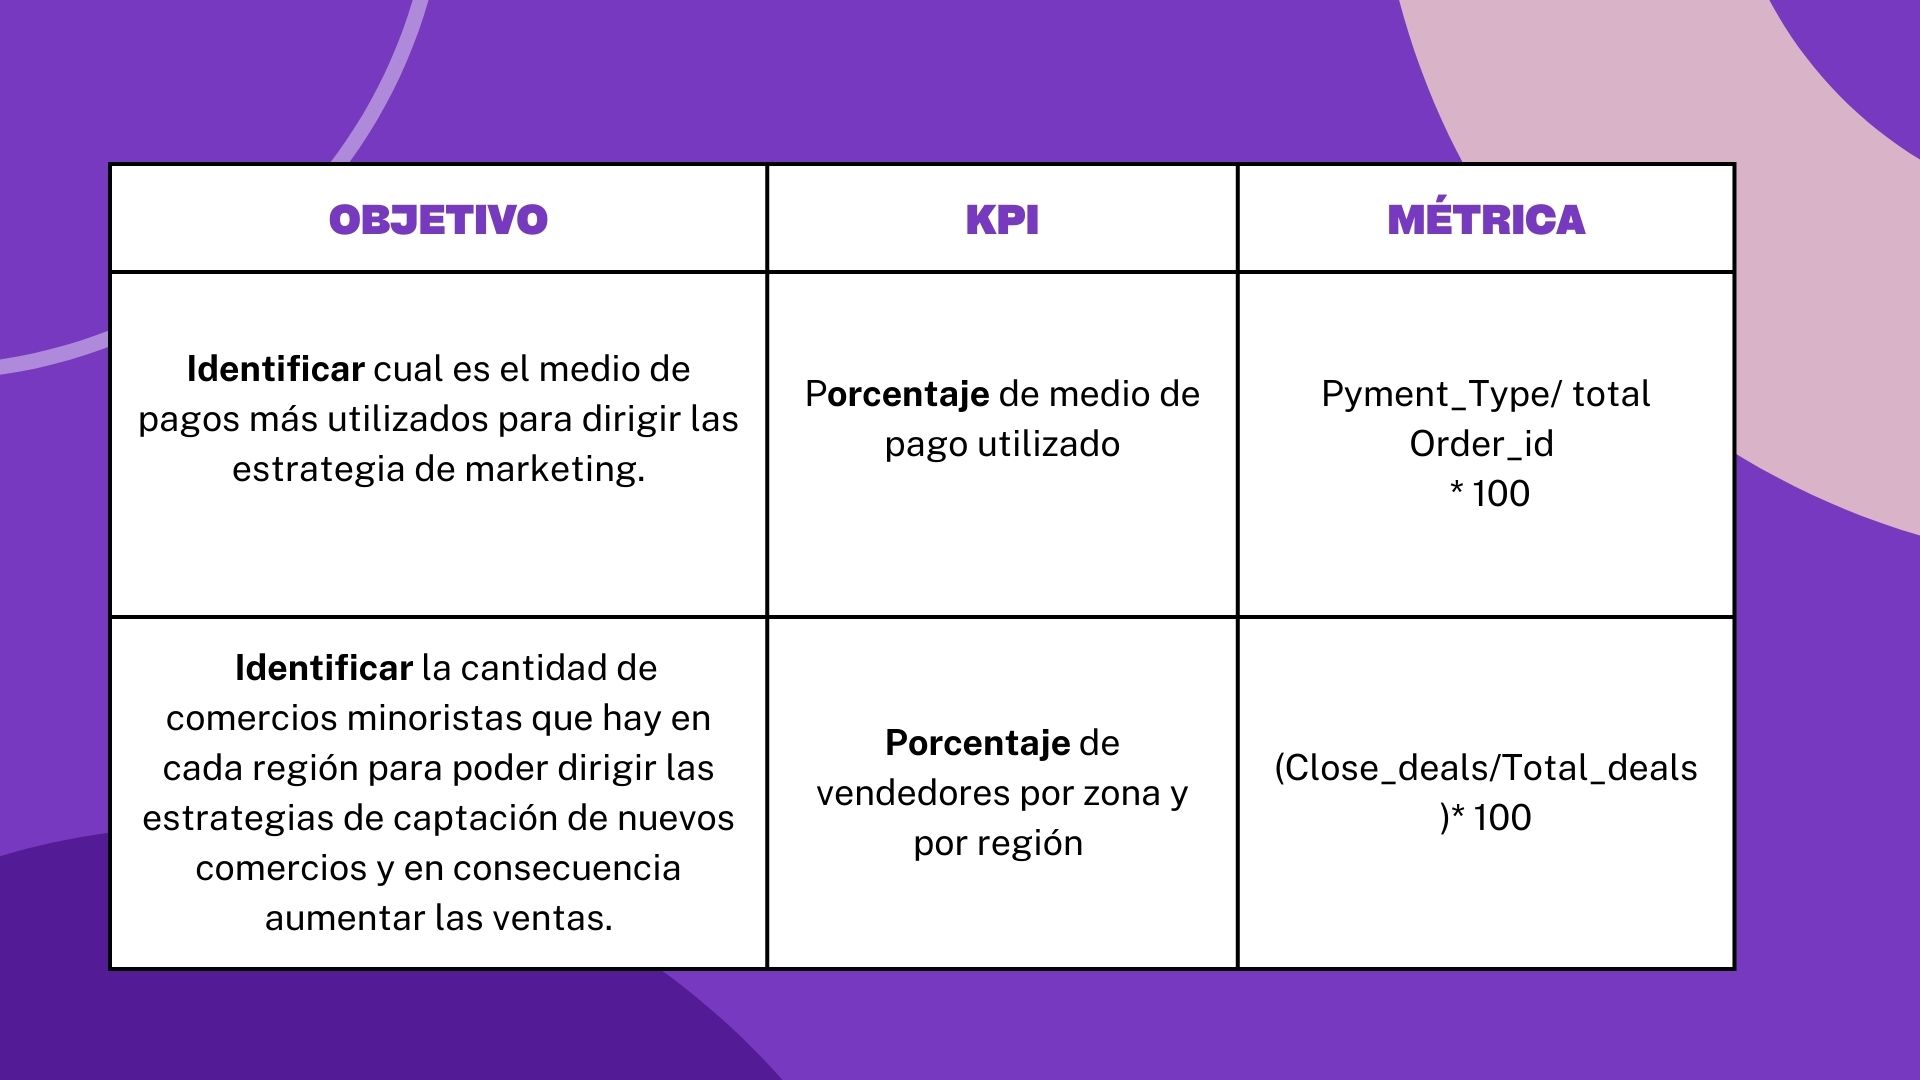 OBJETIVO
KPI
MÉTRICA
Identificar cual es el medio de
pagos más utilizados para dirigir las
estrategia de marketing.
Porcentaje de medio de
pago utilizado
Pyment_Type/ total
Order_id
* 100
Identificar la cantidad de
comercios minoristas que hay en
cada región para poder dirigir las
estrategias de captación de nuevos
comercios y en consecuencia
aumentar las ventas.
Porcentaje de
vendedores por zona y
por región
(Close_deals/Total_deals
)* 100